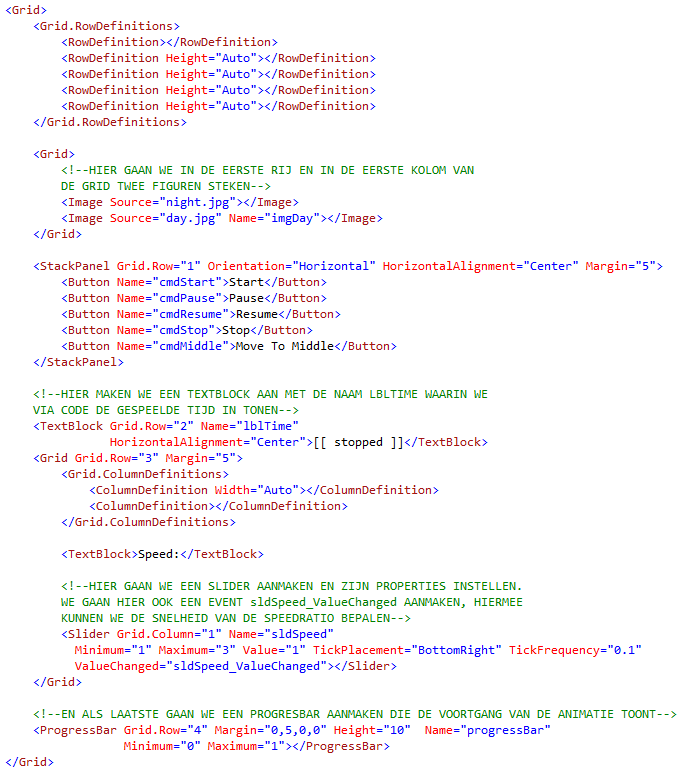 <Grid>
    <Grid.RowDefinitions>
        <RowDefinition></RowDefinition>
        <RowDefinition Height="Auto"></RowDefinition>
        <RowDefinition Height="Auto"></RowDefinition>
        <RowDefinition Height="Auto"></RowDefinition>
        <RowDefinition Height="Auto"></RowDefinition>
    </Grid.RowDefinitions>

    <Grid>
        <!--HIER GAAN WE IN DE EERSTE RIJ EN IN DE EERSTE KOLOM VAN
        DE GRID TWEE FIGUREN STEKEN-->
        <Image Source="night.jpg"></Image>
        <Image Source="day.jpg" Name="imgDay"></Image>
    </Grid>

    <StackPanel Grid.Row="1" Orientation="Horizontal" HorizontalAlignment="Center" Margin="5">
        <Button Name="cmdStart">Start</Button>
        <Button Name="cmdPause">Pause</Button>
        <Button Name="cmdResume">Resume</Button>
        <Button Name="cmdStop">Stop</Button>
        <Button Name="cmdMiddle">Move To Middle</Button>
    </StackPanel>

    <!--HIER MAKEN WE EEN TEXTBLOCK AAN MET DE NAAM LBLTIME WAARIN WE
    VIA CODE DE GESPEELDE TIJD IN TONEN-->
    <TextBlock Grid.Row="2" Name="lblTime"
               HorizontalAlignment="Center">[[ stopped ]]</TextBlock>
    <Grid Grid.Row="3" Margin="5">
        <Grid.ColumnDefinitions>
            <ColumnDefinition Width="Auto"></ColumnDefinition>
            <ColumnDefinition></ColumnDefinition>
        </Grid.ColumnDefinitions>

        <TextBlock>Speed:</TextBlock>

        <!--HIER GAAN WE EEN SLIDER AANMAKEN EN ZIJN PROPERTIES INSTELLEN.
        WE GAAN HIER OOK EEN EVENT sldSpeed_ValueChanged AANMAKEN, HIERMEE
        KUNNEN WE DE SNELHEID VAN DE SPEEDRATIO BEPALEN-->
        <Slider Grid.Column="1" Name="sldSpeed"
          Minimum="1" Maximum="3" Value="1" TickPlacement="BottomRight" TickFrequency="0.1"
          ValueChanged="sldSpeed_ValueChanged"></Slider>
    </Grid>

    <!--EN ALS LAATSTE GAAN WE EEN PROGRESBAR AANMAKEN DIE DE VOORTGANG VAN DE ANIMATIE TOONT-->
    <ProgressBar Grid.Row="4" Margin="0,5,0,0" Height="10"  Name="progressBar"
                 Minimum="0" Maximum="1"></ProgressBar>
</Grid>